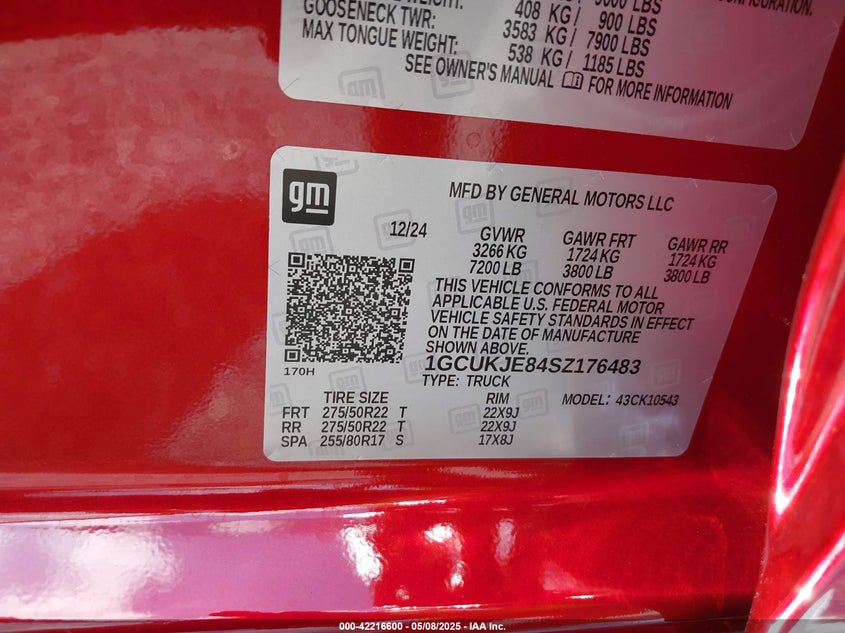 CONFIGURATION.
GOOSENECK TWR: 408 KG / 900 LBS
MAX TONGUE WEIGHT: 3583 KG / 7900 LBS
538 KG / 1185 LBS
SEE OWNER'S MANUAL FOR MORE INFORMATION
gm
MFD BY GENERAL MOTORS LLC
12/24 GVWR GAWR FRT GAWR RR
3266 KG 1724 KG 1724 KG
7200 LB 3800 LB 3800 LB
THIS VEHICLE CONFORMS TO ALL
APPLICABLE U.S. FEDERAL MOTOR
VEHICLE SAFETY STANDARDS IN EFFECT
ON THE DATE OF MANUFACTURE
SHOWN ABOVE.
170H
1GCUKJE84SZ176483
TYPE: TRUCK
TIRE SIZE RIM MODEL: 43CK10543
FRT 275/50R22 T 22X9J
RR 275/50R22 T 22X9J
SPA 255/80R17 S 17X8J
000-42216600 - 05/08/2025 - IAA Inc.